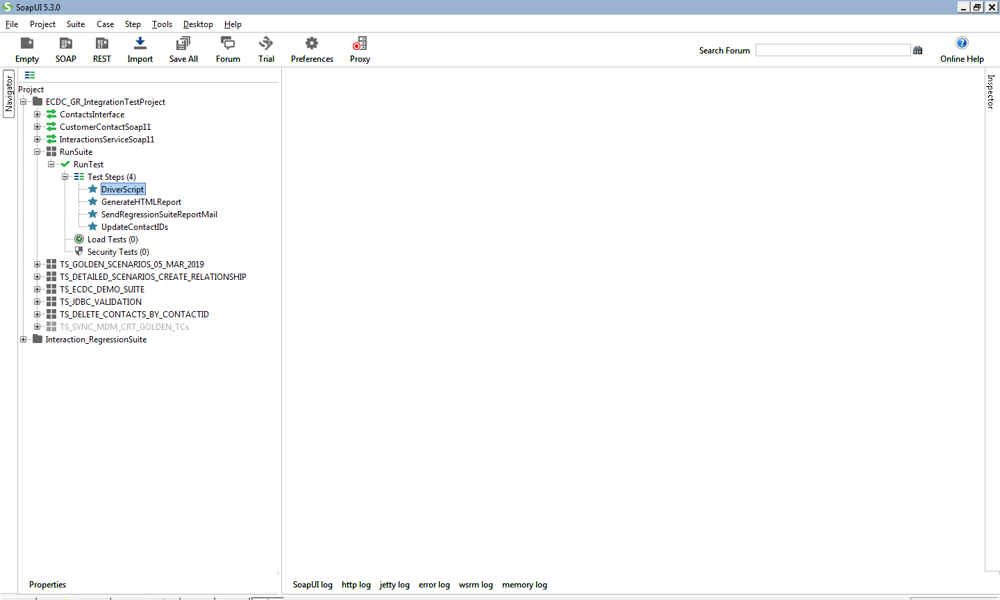 SoapUI 5.3.0
File Project Suite Case Step Tools Desktop Help
Empty SOAP REST Import Save All Forum Trial Preferences Proxy Search Forum Online Help
Navigator
Inspector
Project
ECDC_GR_IntegrationTestProject
ContactsInterface
CustomerContactSoap11
InteractionsServiceSoap11
RunSuite
RunTest
Test Steps (4)
DriverScript
GenerateHTMLReport
SendRegressionSuiteReportMail
UpdateContactIDs
Load Tests (0)
Security Tests (0)
TS_GOLDEN_SCENARIOS_05_MAR_2019
TS_DETAILED_SCENARIOS_CREATE_RELATIONSHIP
TS_ECDC_DEMO_SUITE
TS_JDBC_VALIDATION
TS_DELETE_CONTACTS_BY_CONTACTID
TS_SYNC_MDM_CRT_GOLDEN_TCs
Interaction_RegressionSuite
Properties SoapUI log http log jetty log error log wsrm log memory log